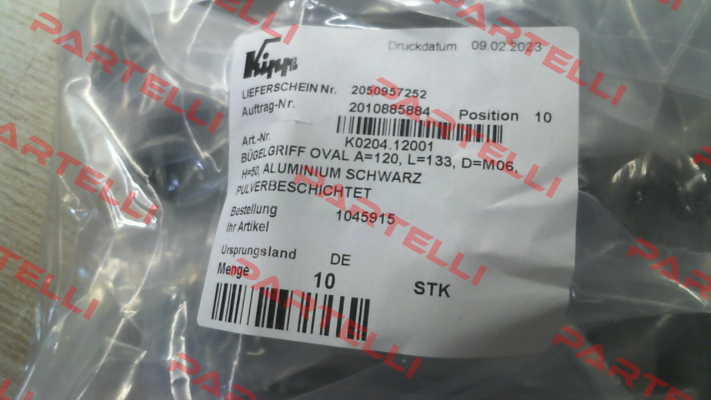 Kipp
Druckdatum 09.02.2023
LIEFERSCHEIN Nr. 2050957252
Auftrag-Nr. 2010885884 Position 10
Art.-Nr. K0204.12001
BÜGELGRIFF OVAL A=120, L=133, D=M06,
H=50, ALUMINIUM SCHWARZ
PULVERBESCHICHTET
Bestellung 1045915
Ihr Artikel
Ursprungsland DE
Menge 10 STK
PARTELLI
PARTELLI
PARTELLI
PARTELLI
PARTELLI
PARTELLI